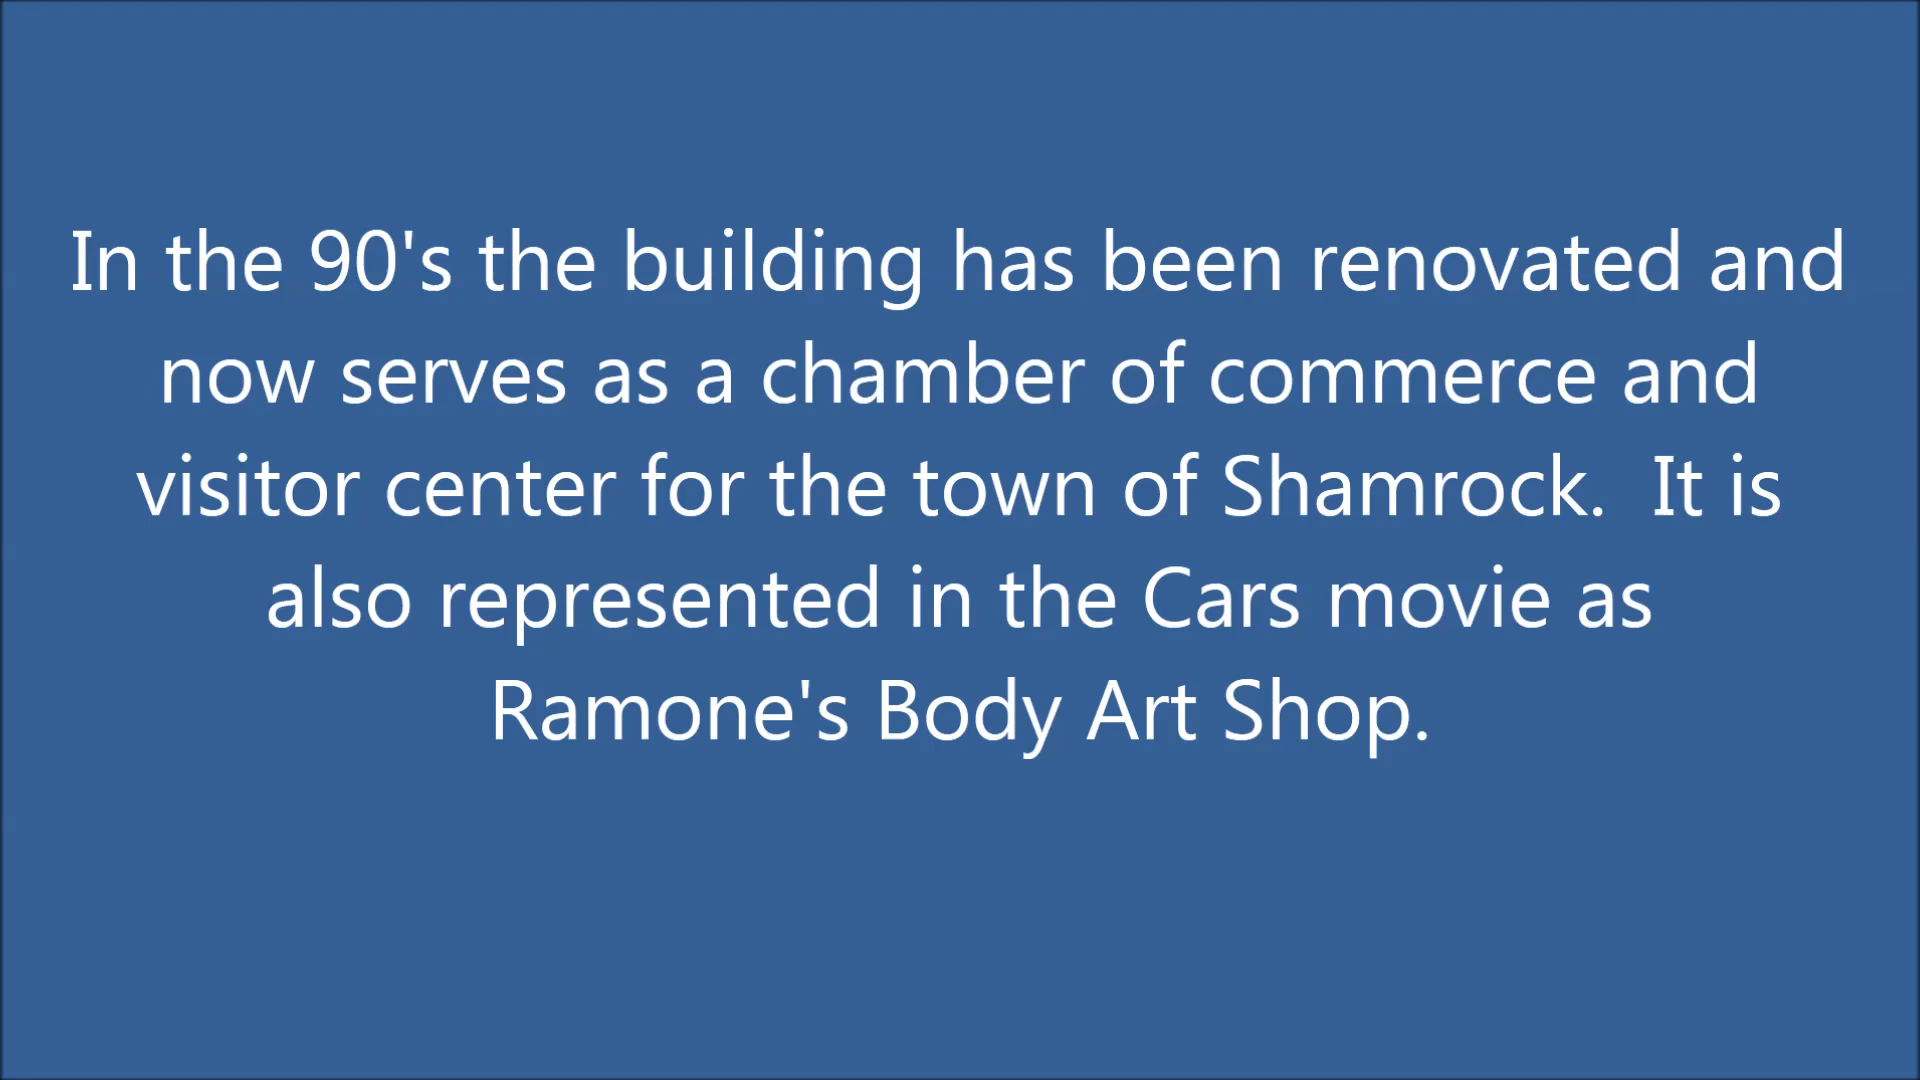 In the 90's the building has been renovated and
now serves as a chamber of commerce and
visitor center for the town of Shamrock.  It is
also represented in the Cars movie as
Ramone's Body Art Shop.